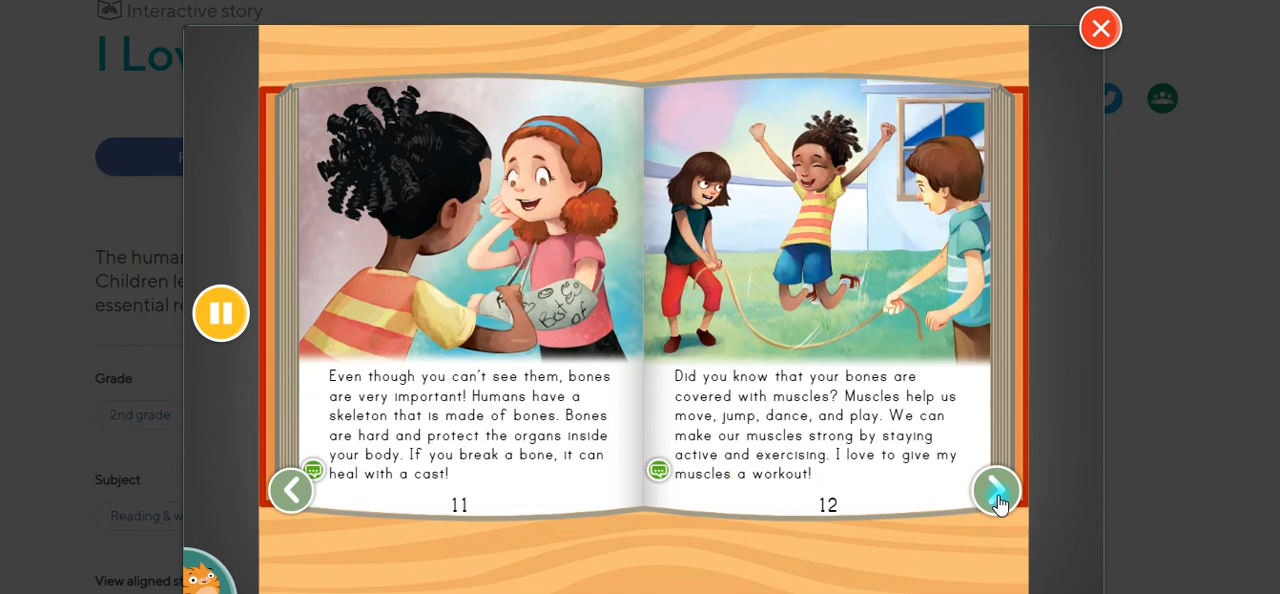 Interactive story
I Lov
The human
Children le
essential re
Grade
2nd grade
Subject
Reading & w
View aligned st
Best
of
Even though you can't see them, bones
are very important! Humans have a
skeleton that is made of bones. Bones
are hard and protect the organs inside
your body. If you break a bone, it can
heal with a cast!
11
Did you know that your bones are
covered with muscles? Muscles help us
move, jump, dance, and play. We can
make our muscles strong by staying
active and exercising. I love to give my
muscles a workout!
12